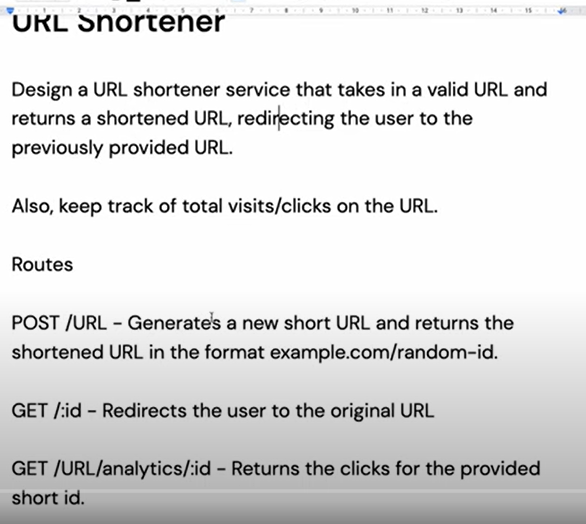 URL Shortener
Design a URL shortener service that takes in a valid URL and
returns a shortened URL, redirecting the user to the
previously provided URL.
Also, keep track of total visits/clicks on the URL.
Routes
POST /URL – Generates a new short URL and returns the
shortened URL in the format example.com/random-id.
GET /:id – Redirects the user to the original URL
GET /URL/analytics/:id – Returns the clicks for the provided
short id.